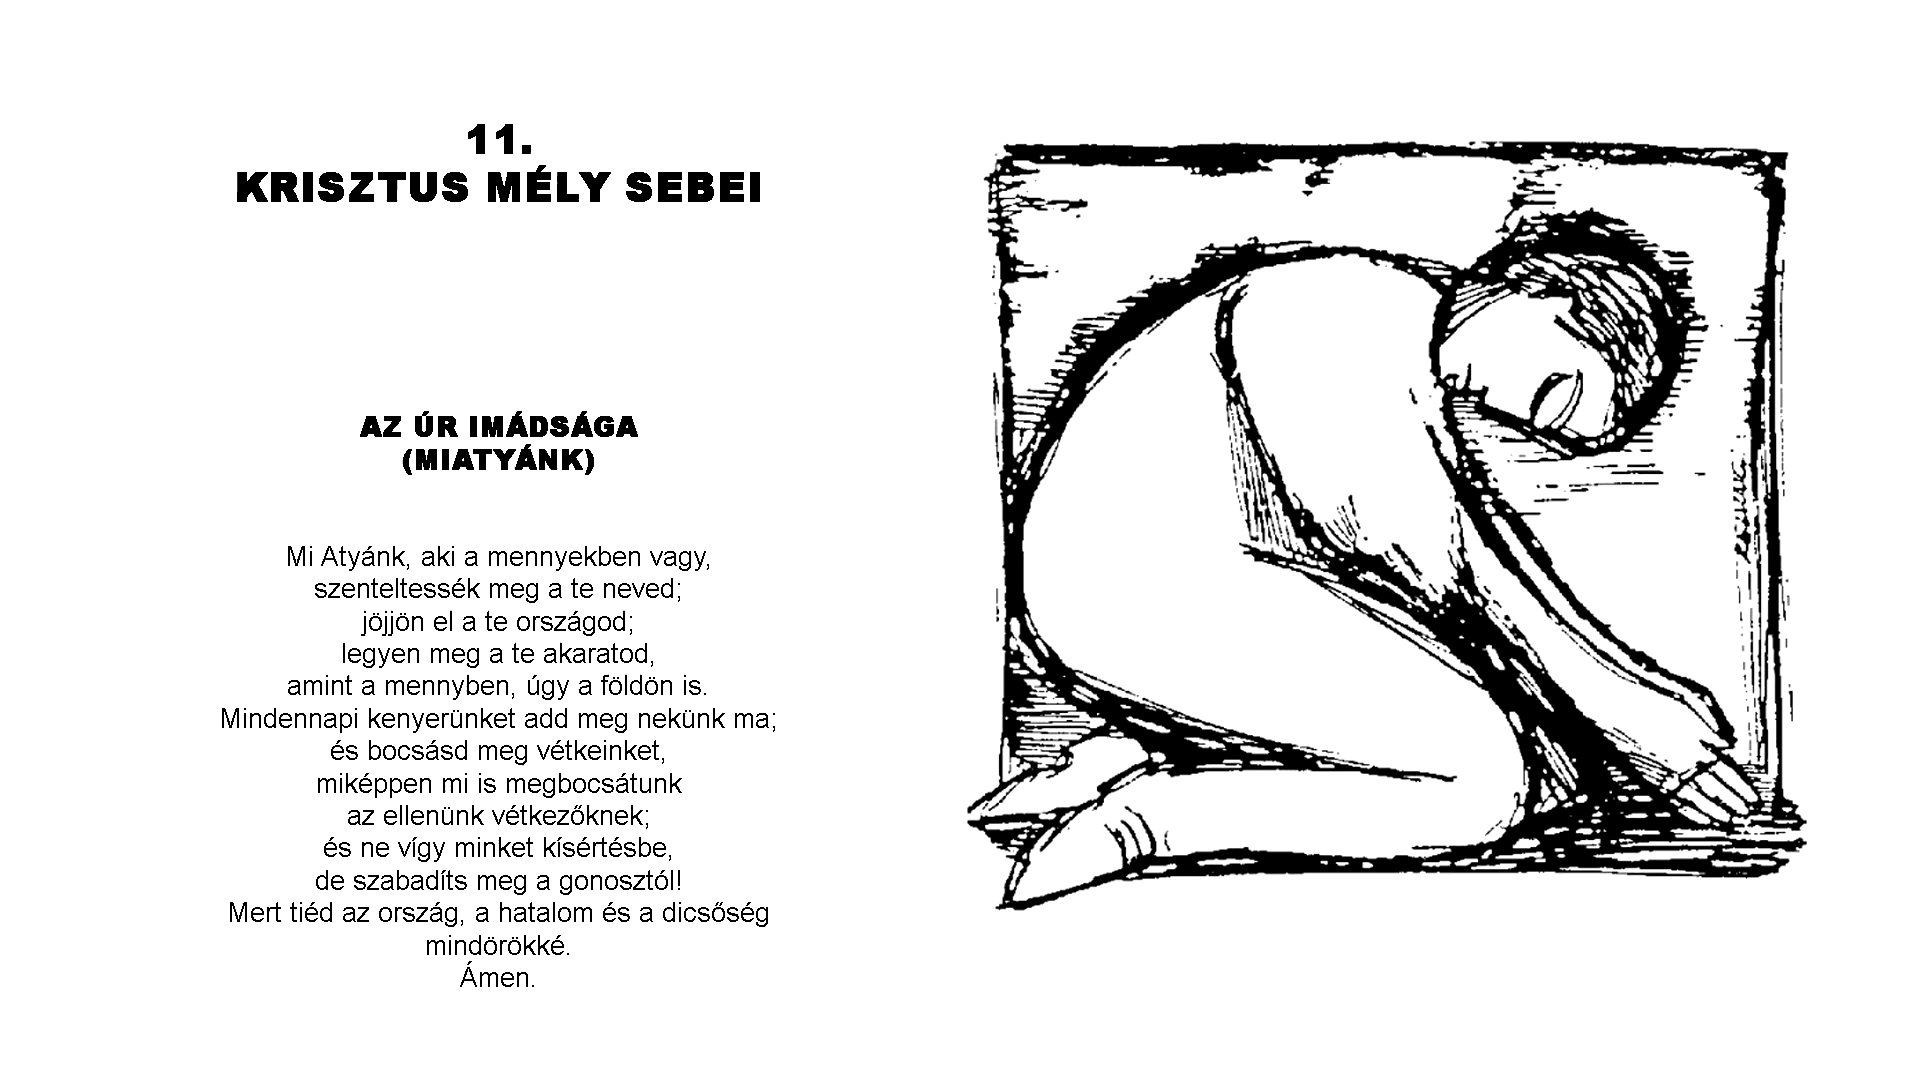 11.
KRISZTUS MÉLY SEBEI
AZ ÚR IMÁDSÁGA
(MIATYÁNK)
Mi Atyánk, aki a mennyekben vagy,
szenteltessék meg a te neved;
jöjjön el a te országod;
legyen meg a te akaratod,
amint a mennyben, úgy a földön is.
Mindennapi kenyerünket add meg nekünk ma;
és bocsásd meg vétkeinket,
miképpen mi is megbocsátunk
az ellenünk vétkezőknek;
és ne vígy minket kísértésbe,
de szabadíts meg a gonosztól!
Mert tiéd az ország, a hatalom és a dicsőség
mindörökké.
Ámen.